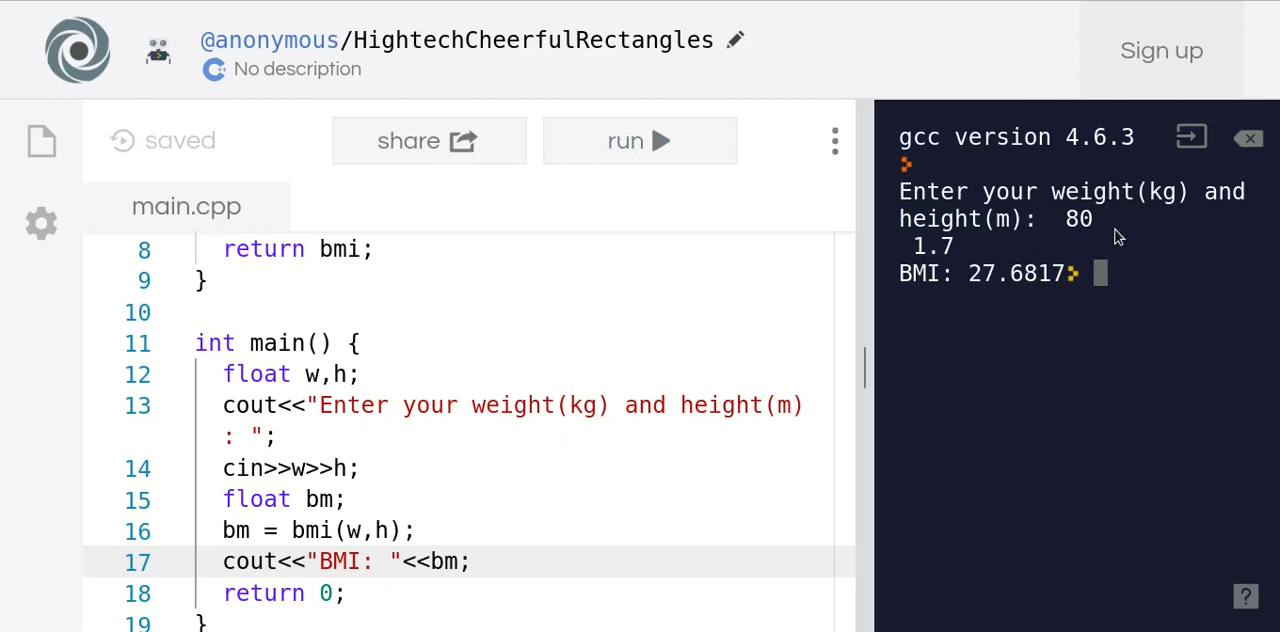 @anonymous/HightechCheerfulRectangles
No description
Sign up
saved
share
run
main.cpp
8 return bmi;
9 }
10
11 int main() {
12 float w,h;
13 cout<<"Enter your weight(kg) and height(m)
: ";
14 cin>>w>>h;
15 float bm;
16 bm = bmi(w,h);
17 cout<<"BMI: "<<bm;
18 return 0;
19 }
gcc version 4.6.3
Enter your weight(kg) and
height(m):  80
1.7
BMI: 27.6817
?